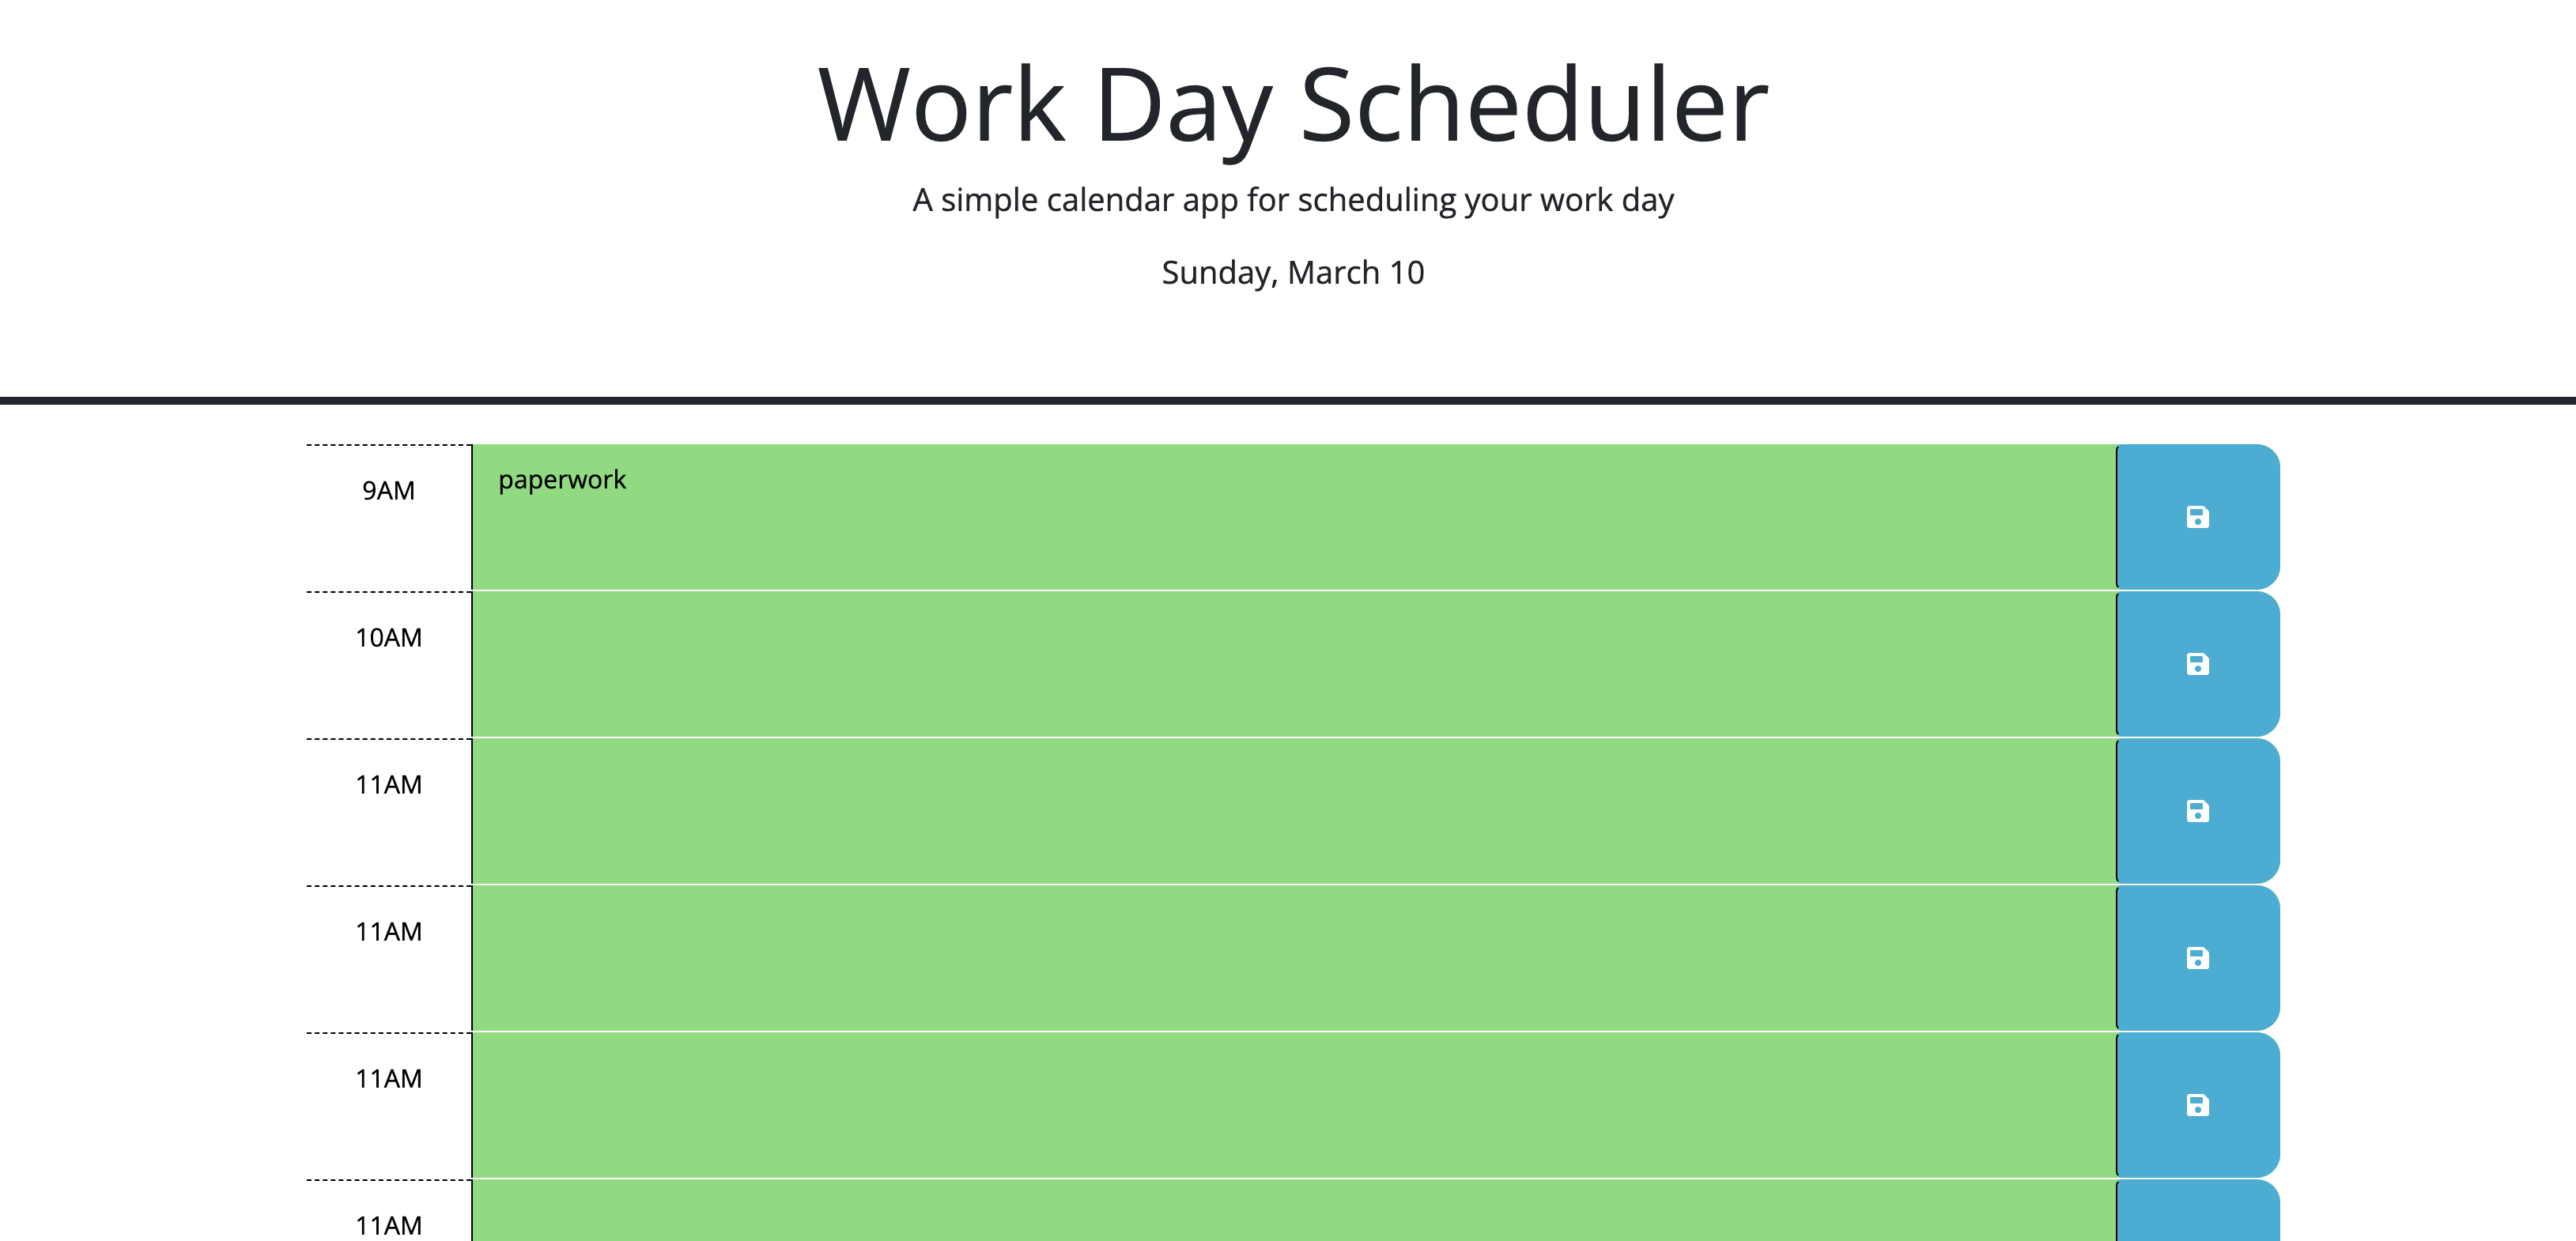 Work Day Scheduler
A simple calendar app for scheduling your work day
Sunday, March 10
9AM
paperwork
10AM
11AM
11AM
11AM
11AM